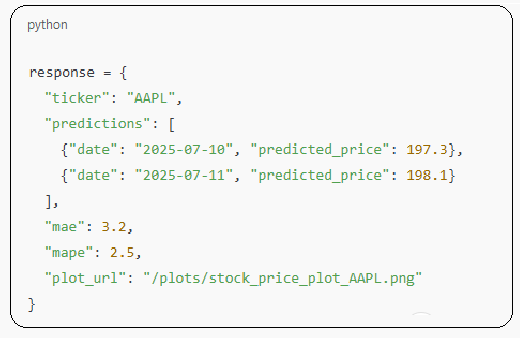 python
response = {
"ticker": "AAPL",
"predictions": [
{"date": "2025-07-10", "predicted_price": 197.3},
{"date": "2025-07-11", "predicted_price": 198.1}
],
"mae": 3.2,
"mape": 2.5,
"plot_url": "/plots/stock_price_plot_AAPL.png"
}